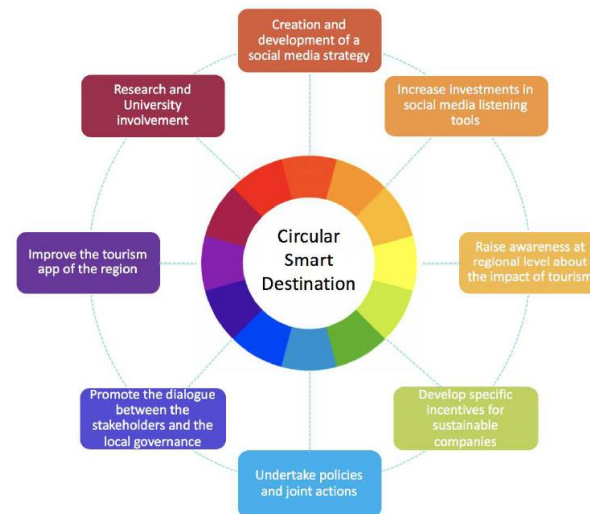 Creation and
development of a
social media strategy
Increase investments in
social media listening
tools
Raise awareness at
regional level about
the impact of tourism
Develop specific
incentives for
sustainable
companies
Undertake policies
and joint actions
Promote the dialogue
between the
stakeholders and the
local governance
Improve the tourism
app of the region
Research and
University
involvement
Circular
Smart
Destination